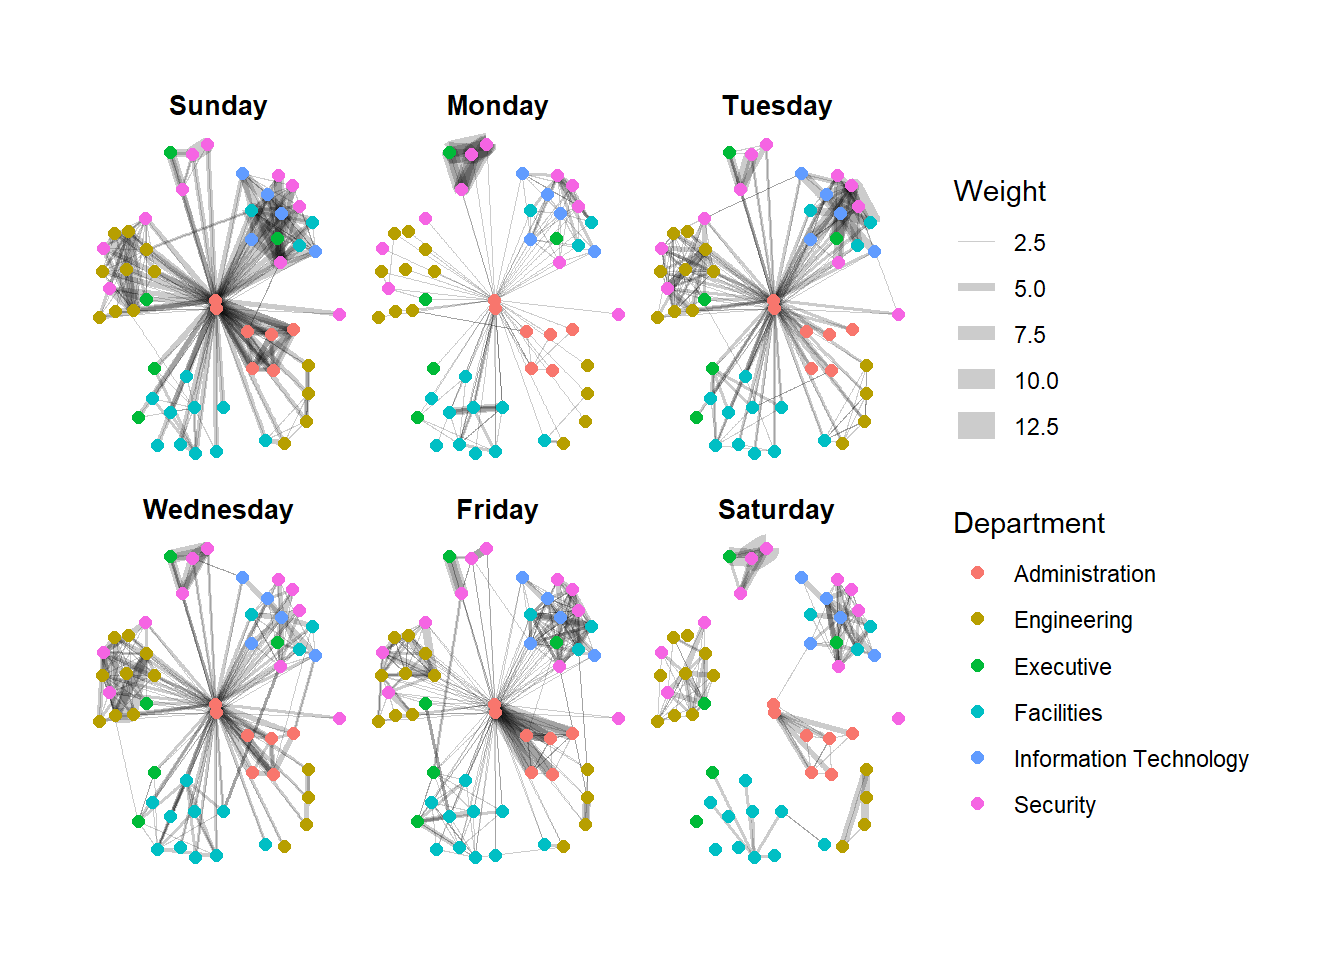 Sunday
Monday
Tuesday
Wednesday
Friday
Saturday
Weight
2.5
5.0
7.5
10.0
12.5
Department
Administration
Engineering
Executive
Facilities
Information Technology
Security